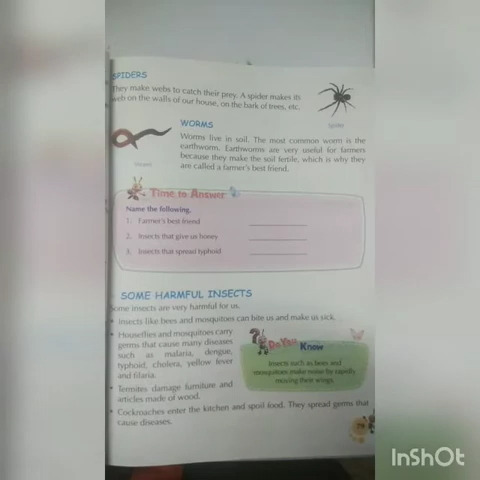 SPIDERS
They make webs to catch their prey. A spider makes its
web on the walls of our house, on the bark of trees, etc.
Spider
WORMS
Worms live in soil. The most common worm is the
earthworm. Earthworms are very useful for farmers
because they make the soil fertile, which is why they
are called a farmer's best friend.
Time to Answer
Name the following.
1. Farmer's best friend
2. Insects that give us honey
3. Insects that spread typhoid
SOME HARMFUL INSECTS
Some insects are very harmful for us.
• Insects like bees and mosquitoes can bite us and make us sick.
• Houseflies and mosquitoes carry
germs that cause many diseases
such as malaria, dengue,
typhoid, cholera, yellow fever
and filaria.
Do You Know
Insects such as bees and
mosquitoes make noise by rapidly
moving their wings.
• Termites damage furniture and
articles made of wood.
• Cockroaches enter the kitchen and spoil food. They spread germs that
cause diseases.
79
InShOt